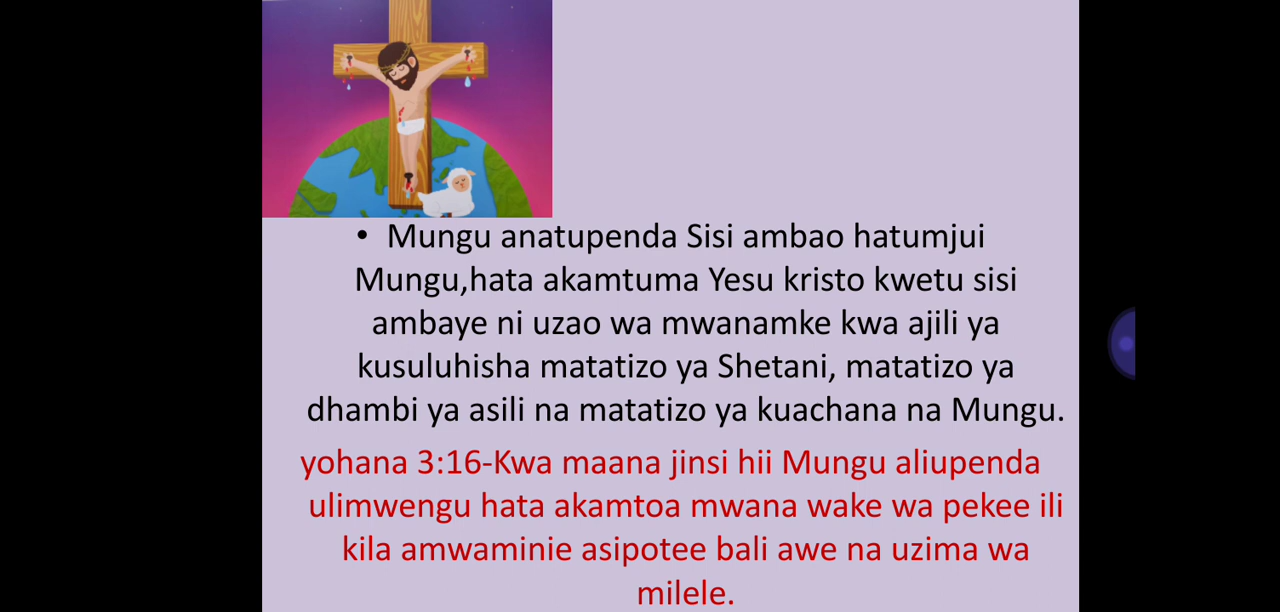 • Mungu anatupenda Sisi ambao hatumjui
Mungu,hata akamtuma Yesu kristo kwetu sisi
ambaye ni uzao wa mwanamke kwa ajili ya
kusuluhisha matatizo ya Shetani, matatizo ya
dhambi ya asili na matatizo ya kuachana na Mungu.
yohana 3:16-Kwa maana jinsi hii Mungu aliupenda
ulimwengu hata akamtoa mwana wake wa pekee ili
kila amwaminie asipotee bali awe na uzima wa
milele.